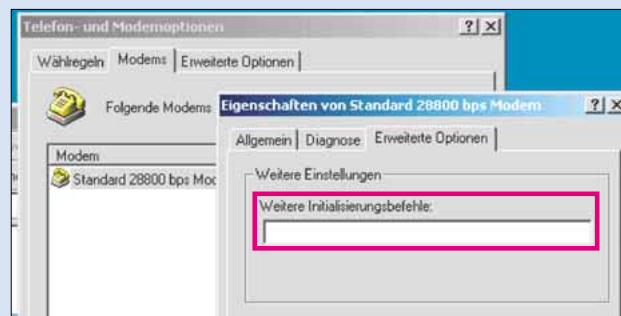 Telefon- und Modemoptionen
Wählregeln Modems Erweiterte Optionen
Folgende Modems
Modem
Standard 28800 bps Mod
Eigenschaften von Standard 28800 bps Modem
Allgemein Diagnose Erweiterte Optionen
Weitere Einstellungen
Weitere Initialisierungsbefehle: